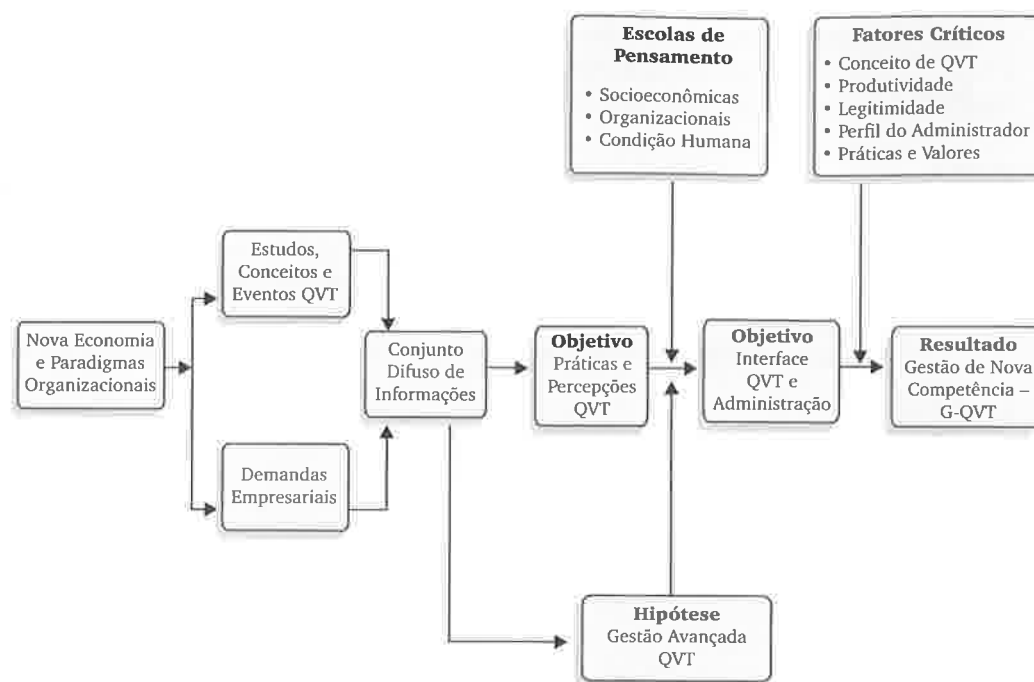 Escolas de
Pensamento
• Socioeconômicas
• Organizacionais
• Condição Humana
Fatores Críticos
• Conceito de QVT
• Produtividade
• Legitimidade
• Perfil do Administrador
• Práticas e Valores
Estudos,
Conceitos e
Eventos QVT
Nova Economia
e Paradigmas
Organizacionais
Conjunto
Difuso de
Informações
Objetivo
Práticas e
Percepções
QVT
Objetivo
Interface
QVT e
Administração
Resultado
Gestão de Nova
Competência –
G-QVT
Demandas
Empresariais
Hipótese
Gestão Avançada
QVT